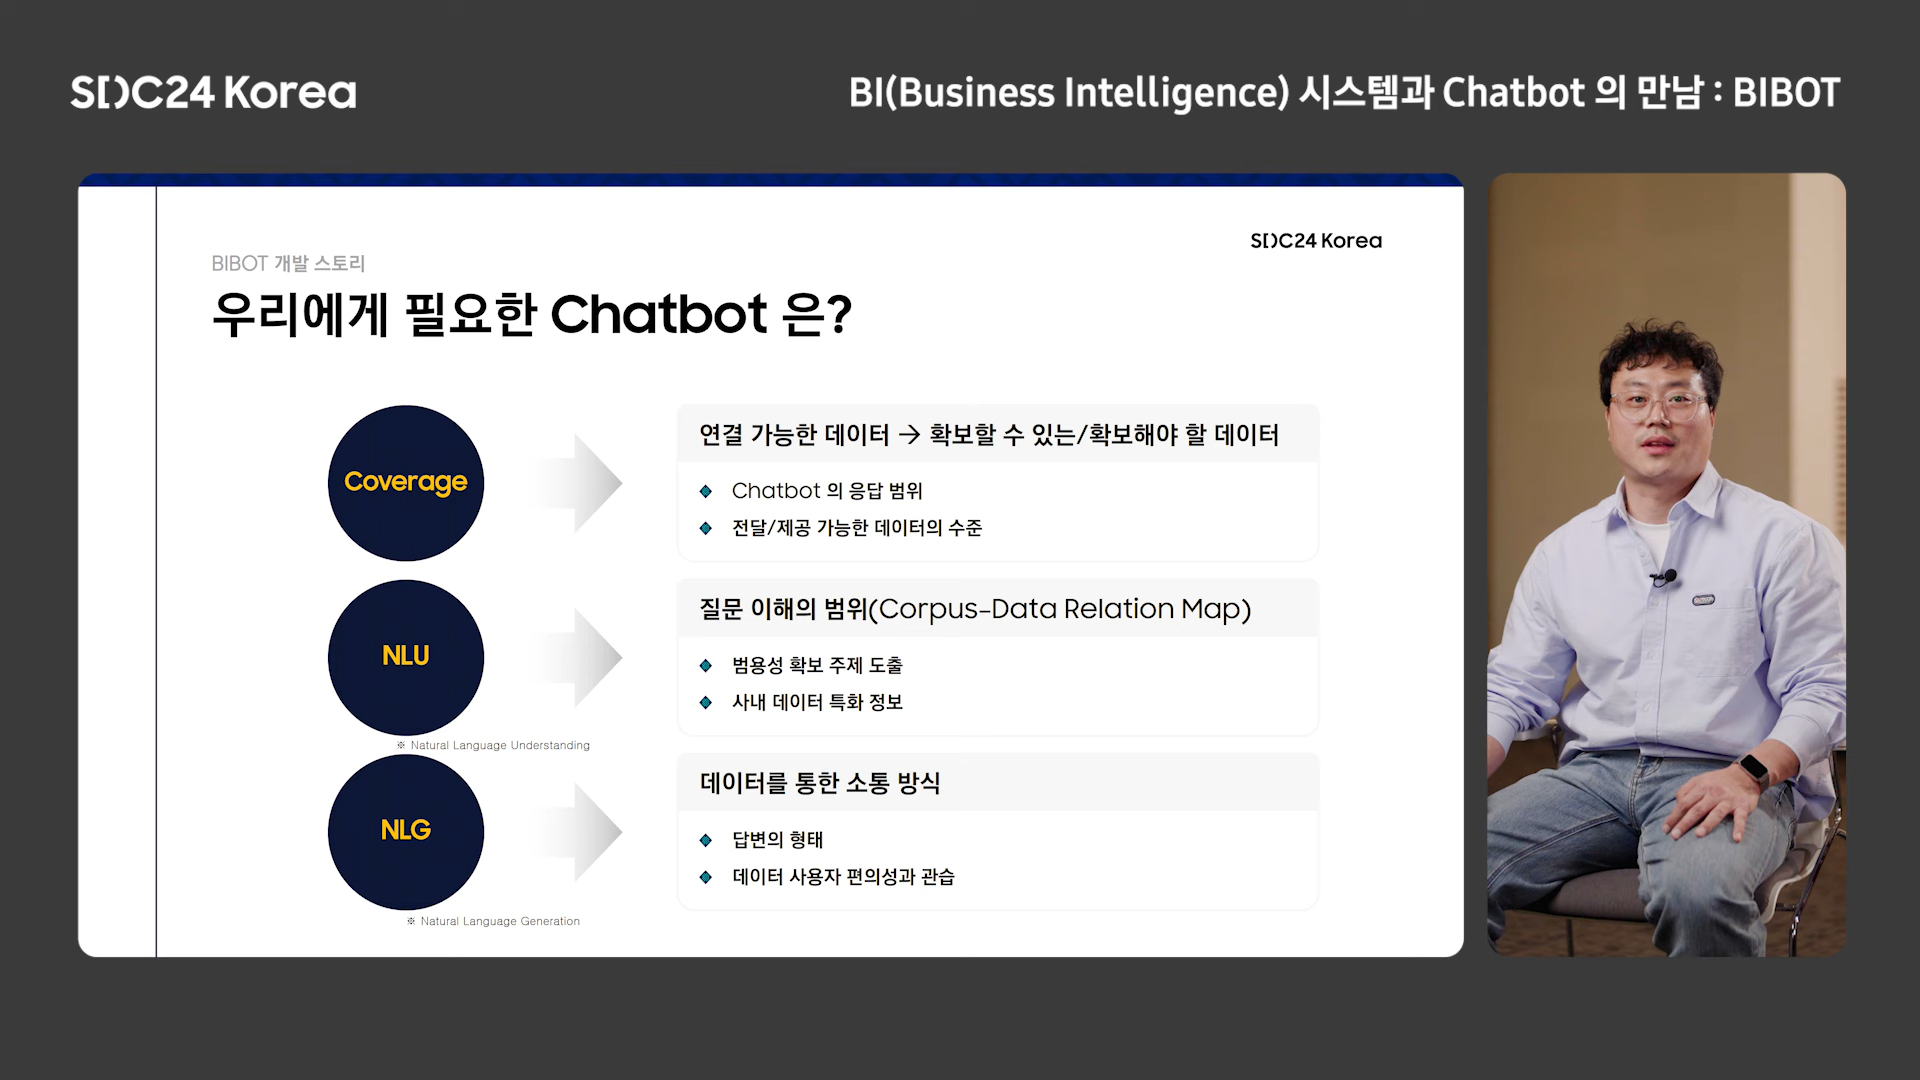 SDC24 Korea
BI(Business Intelligence) 시스템과 Chatbot 의 만남 : BIBOT
SDC24 Korea
BIBOT 개발 스토리
우리에게 필요한 Chatbot 은?
Coverage
연결 가능한 데이터 → 확보할 수 있는/확보해야 할 데이터
Chatbot 의 응답 범위
전달/제공 가능한 데이터의 수준
NLU
※ Natural Language Understanding
질문 이해의 범위(Corpus-Data Relation Map)
범용성 확보 주제 도출
사내 데이터 특화 정보
NLG
※ Natural Language Generation
데이터를 통한 소통 방식
답변의 형태
데이터 사용자 편의성과 관습